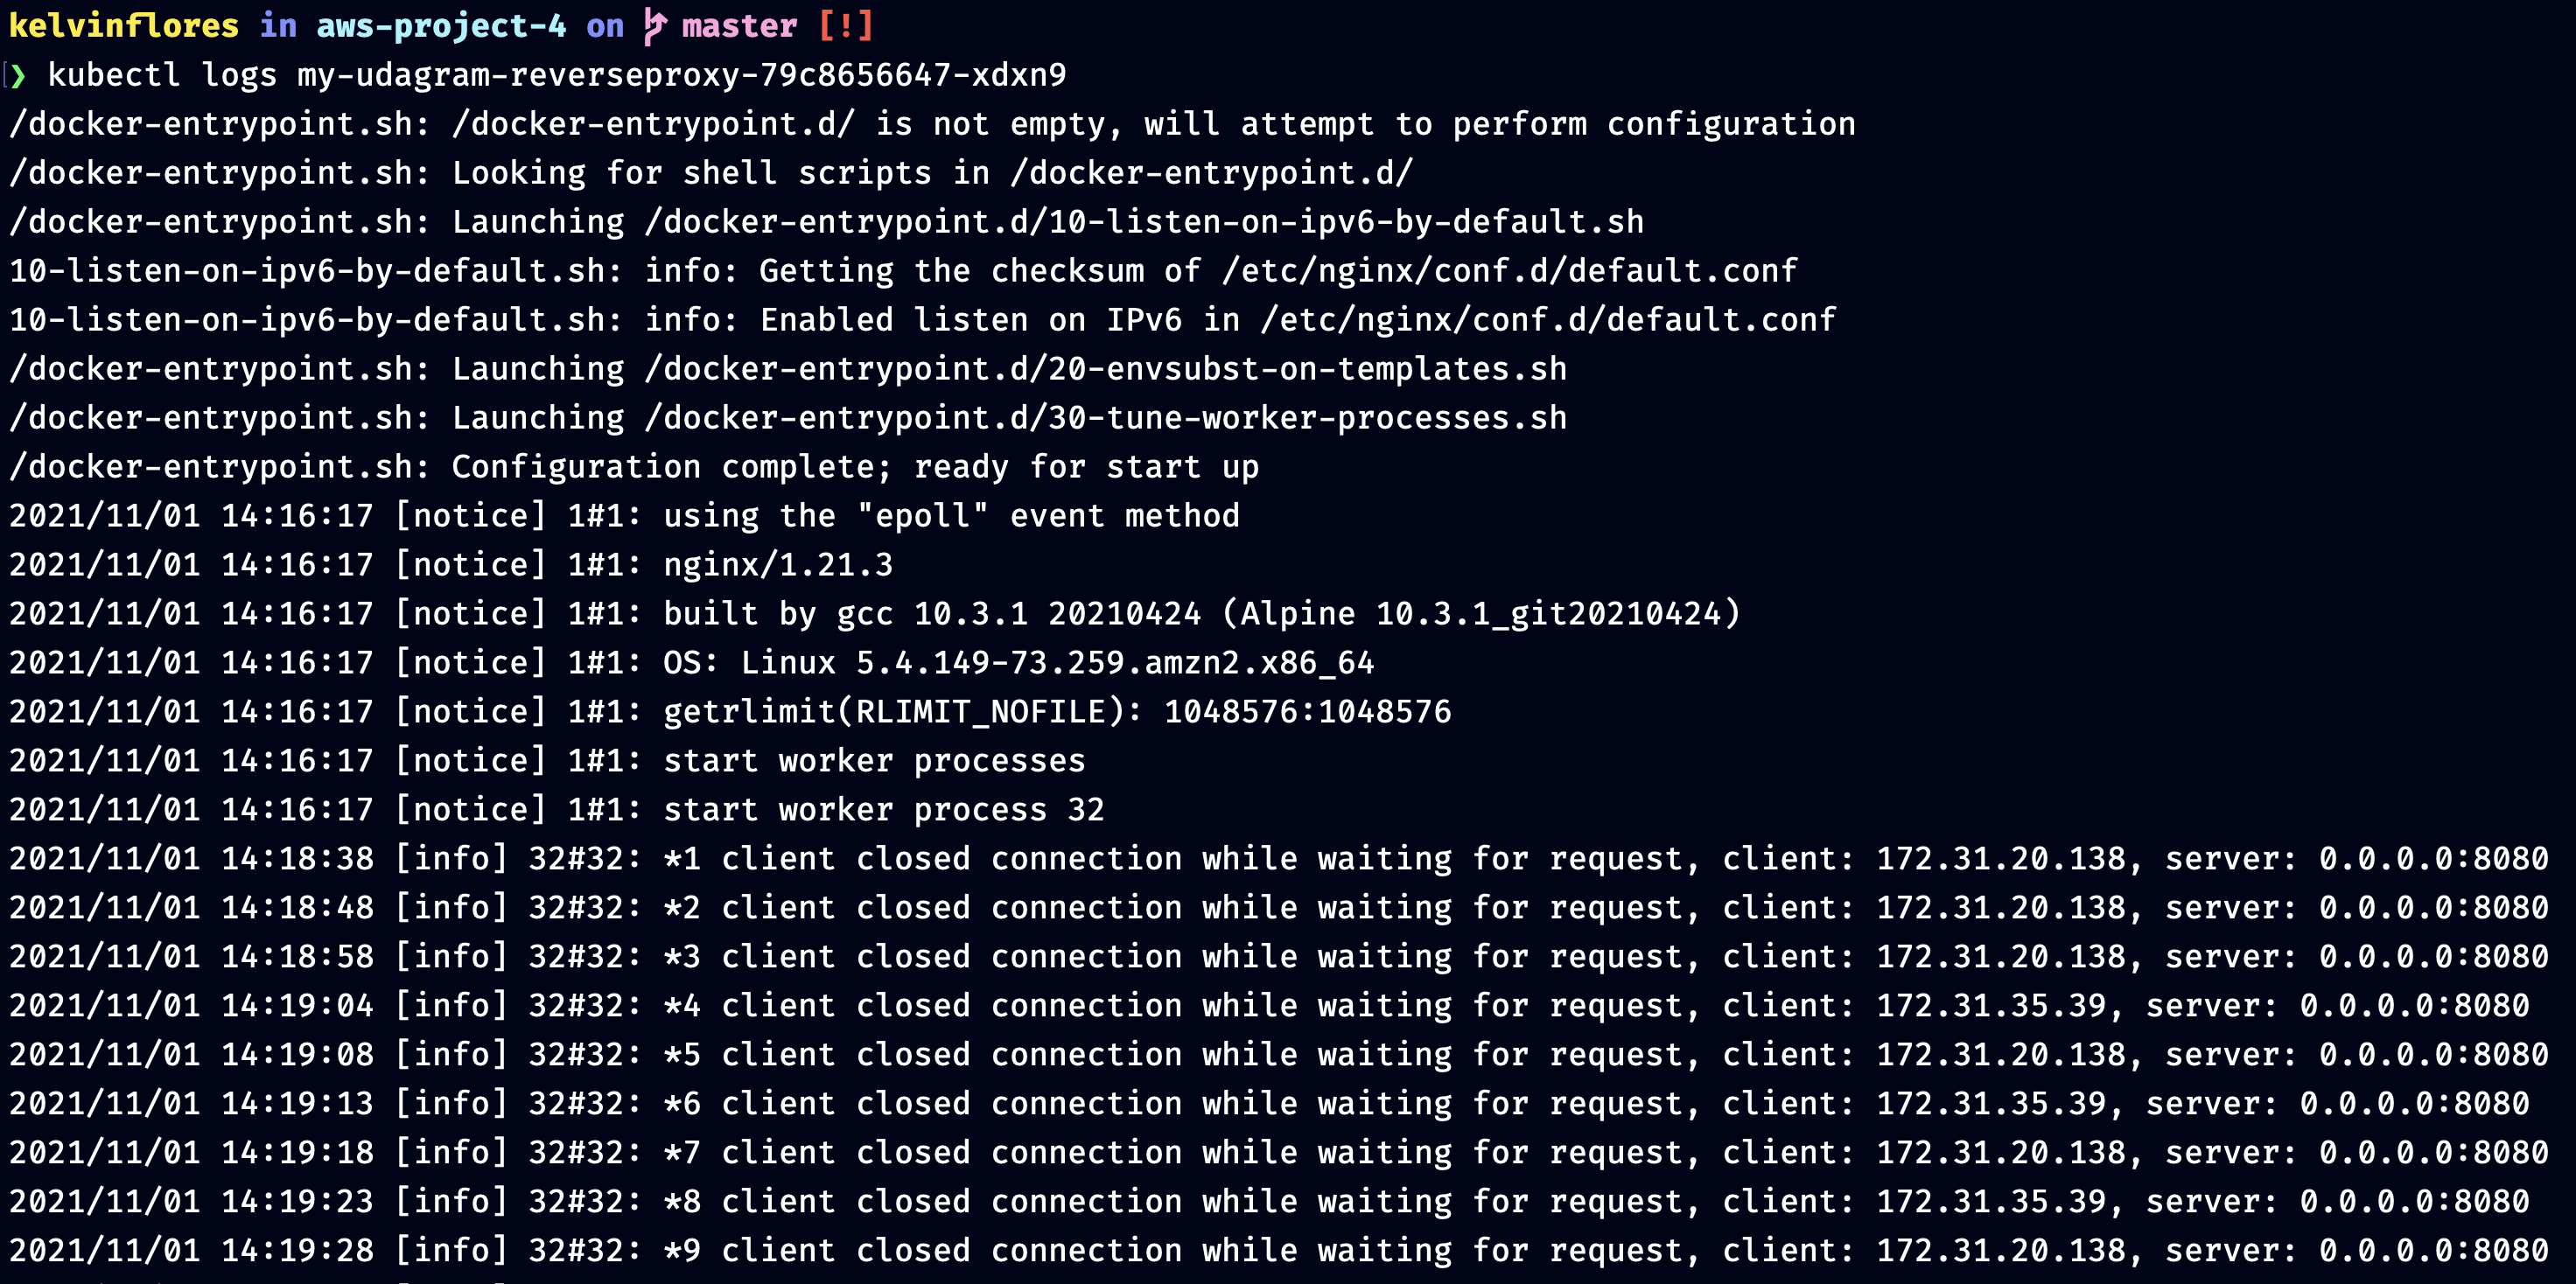 kelvinflores in aws-project-4 on master [!]
❯ kubectl logs my-udagram-reverseproxy-79c8656647-xdxn9
/docker-entrypoint.sh: /docker-entrypoint.d/ is not empty, will attempt to perform configuration
/docker-entrypoint.sh: Looking for shell scripts in /docker-entrypoint.d/
/docker-entrypoint.sh: Launching /docker-entrypoint.d/10-listen-on-ipv6-by-default.sh
10-listen-on-ipv6-by-default.sh: info: Getting the checksum of /etc/nginx/conf.d/default.conf
10-listen-on-ipv6-by-default.sh: info: Enabled listen on IPv6 in /etc/nginx/conf.d/default.conf
/docker-entrypoint.sh: Launching /docker-entrypoint.d/20-envsubst-on-templates.sh
/docker-entrypoint.sh: Launching /docker-entrypoint.d/30-tune-worker-processes.sh
/docker-entrypoint.sh: Configuration complete; ready for start up
2021/11/01 14:16:17 [notice] 1#1: using the "epoll" event method
2021/11/01 14:16:17 [notice] 1#1: nginx/1.21.3
2021/11/01 14:16:17 [notice] 1#1: built by gcc 10.3.1 20210424 (Alpine 10.3.1_git20210424)
2021/11/01 14:16:17 [notice] 1#1: OS: Linux 5.4.149-73.259.amzn2.x86_64
2021/11/01 14:16:17 [notice] 1#1: getrlimit(RLIMIT_NOFILE): 1048576:1048576
2021/11/01 14:16:17 [notice] 1#1: start worker processes
2021/11/01 14:16:17 [notice] 1#1: start worker process 32
2021/11/01 14:18:38 [info] 32#32: *1 client closed connection while waiting for request, client: 172.31.20.138, server: 0.0.0.0:8080
2021/11/01 14:18:48 [info] 32#32: *2 client closed connection while waiting for request, client: 172.31.20.138, server: 0.0.0.0:8080
2021/11/01 14:18:58 [info] 32#32: *3 client closed connection while waiting for request, client: 172.31.20.138, server: 0.0.0.0:8080
2021/11/01 14:19:04 [info] 32#32: *4 client closed connection while waiting for request, client: 172.31.35.39, server: 0.0.0.0:8080
2021/11/01 14:19:08 [info] 32#32: *5 client closed connection while waiting for request, client: 172.31.20.138, server: 0.0.0.0:8080
2021/11/01 14:19:13 [info] 32#32: *6 client closed connection while waiting for request, client: 172.31.35.39, server: 0.0.0.0:8080
2021/11/01 14:19:18 [info] 32#32: *7 client closed connection while waiting for request, client: 172.31.20.138, server: 0.0.0.0:8080
2021/11/01 14:19:23 [info] 32#32: *8 client closed connection while waiting for request, client: 172.31.35.39, server: 0.0.0.0:8080
2021/11/01 14:19:28 [info] 32#32: *9 client closed connection while waiting for request, client: 172.31.20.138, server: 0.0.0.0:8080